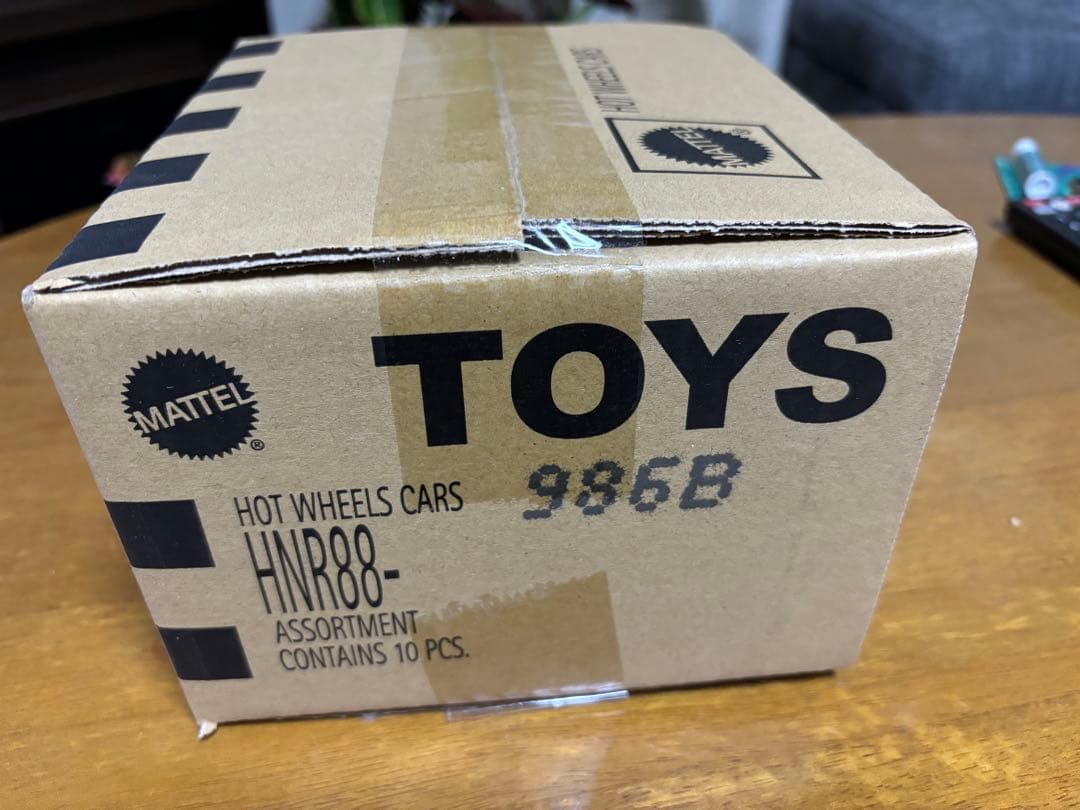 HOT WHEELS CARS
MATTEL®
TOYS
MATTEL®
986B
HOT WHEELS CARS
HNR88-
ASSORTMENT
CONTAINS 10 PCS.